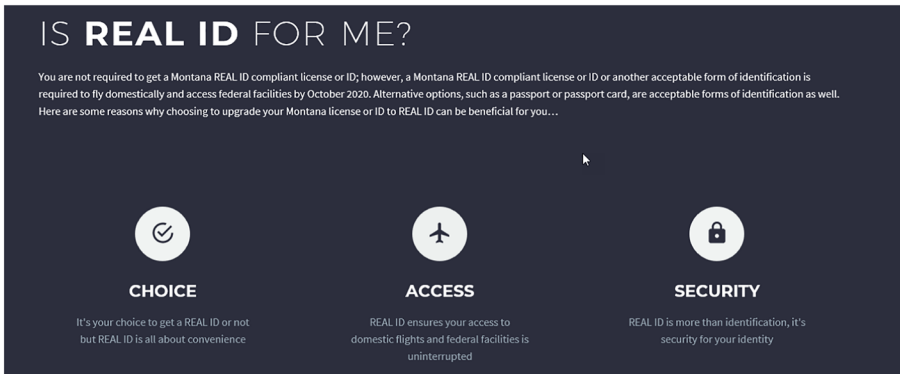 IS REAL ID FOR ME?
You are not required to get a Montana REAL ID compliant license or ID; however, a Montana REAL ID compliant license or ID or another acceptable form of identification is
required to fly domestically and access federal facilities by October 2020. Alternative options, such as a passport or passport card, are acceptable forms of identification as well.
Here are some reasons why choosing to upgrade your Montana license or ID to REAL ID can be beneficial for you…
CHOICE
It's your choice to get a REAL ID or not
but REAL ID is all about convenience
ACCESS
REAL ID ensures your access to
domestic flights and federal facilities is
uninterrupted
SECURITY
REAL ID is more than identification, it's
security for your identity